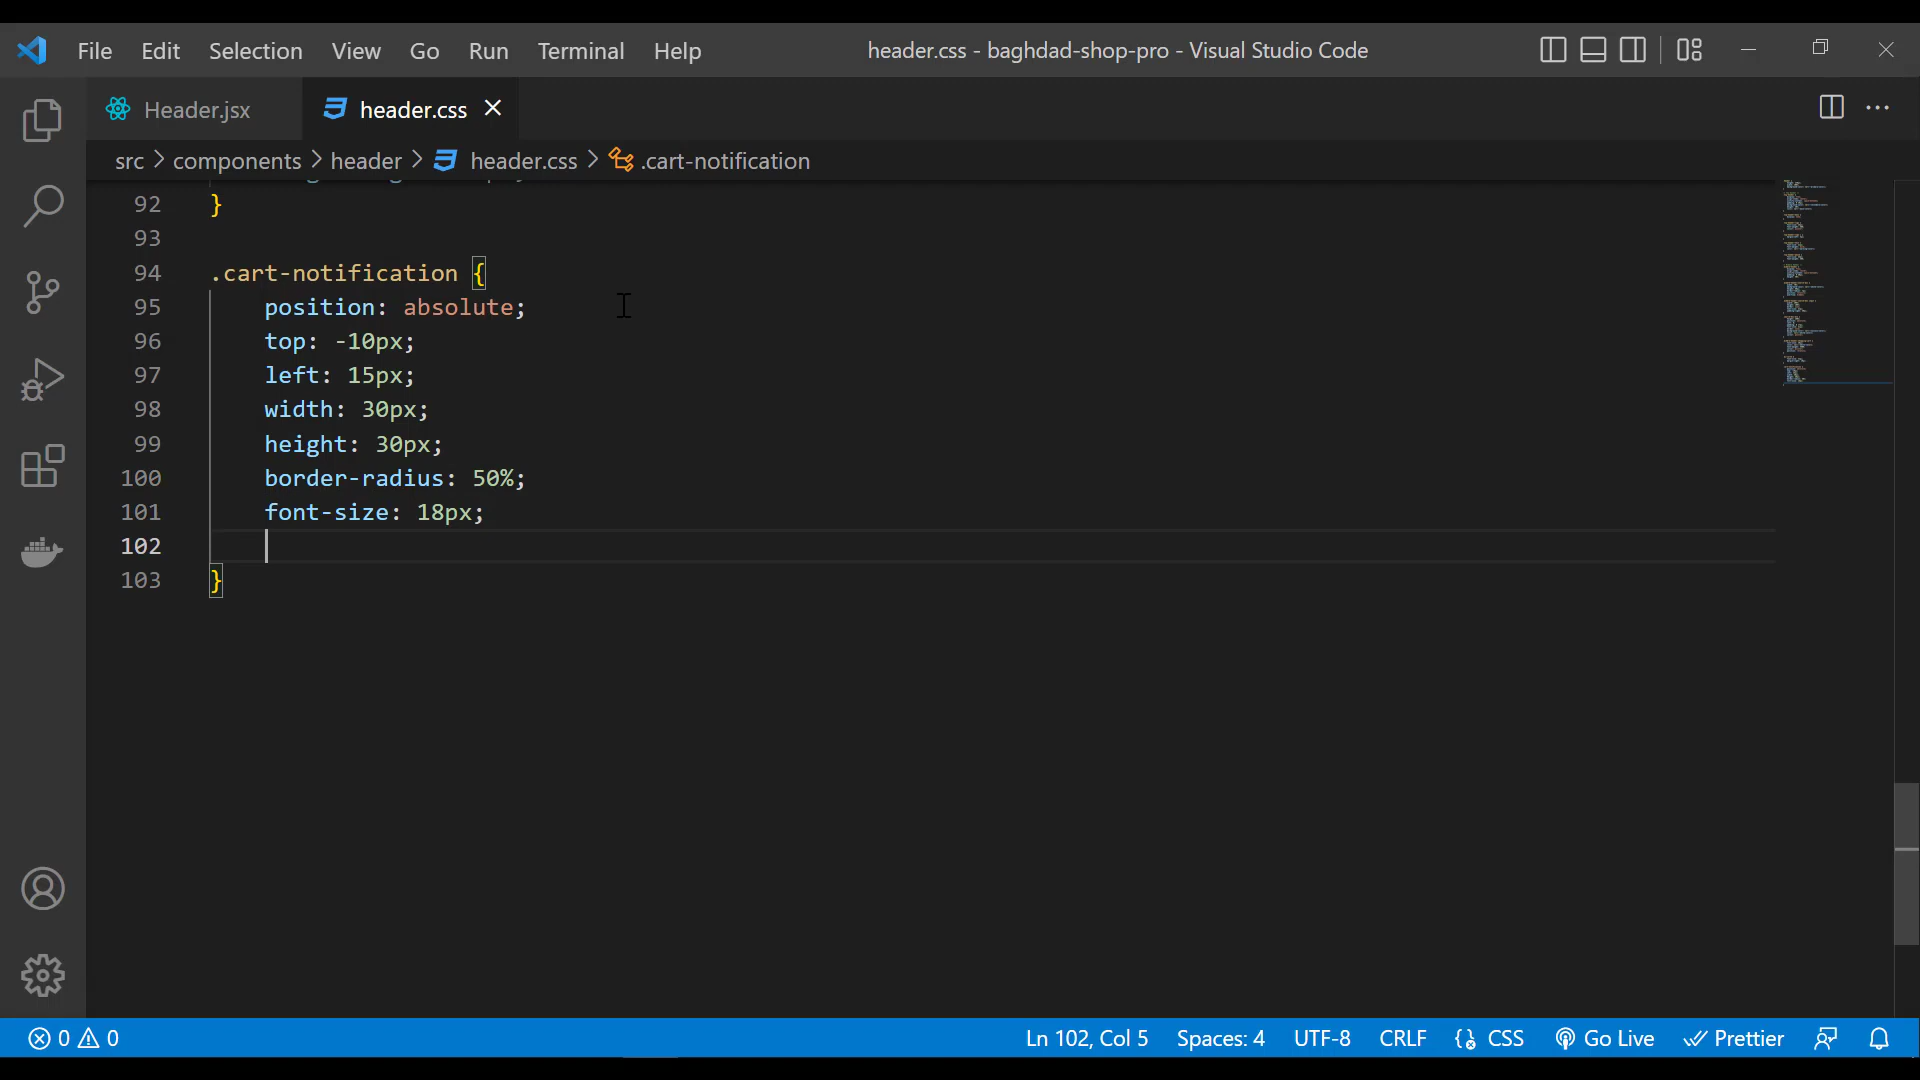 File Edit Selection View Go Run Terminal Help header.css - baghdad-shop-pro - Visual Studio Code
Header.jsx header.css
src > components > header > header.css > .cart-notification
92 }
93
94 .cart-notification {
95 position: absolute;
96 top: -10px;
97 left: 15px;
98 width: 30px;
99 height: 30px;
100 border-radius: 50%;
101 font-size: 18px;
102
103 }
0 0 Ln 102, Col 5 Spaces: 4 UTF-8 CRLF CSS Go Live Prettier